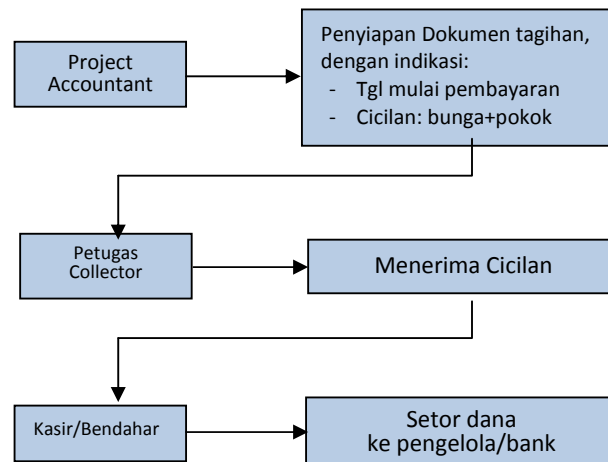 Project
Accountant
Penyiapan Dokumen tagihan,
dengan indikasi:
- Tgl mulai pembayaran
- Cicilan: bunga+pokok
Petugas
Collector
Menerima Cicilan
Kasir/Bendahar
Setor dana
ke pengelola/bank